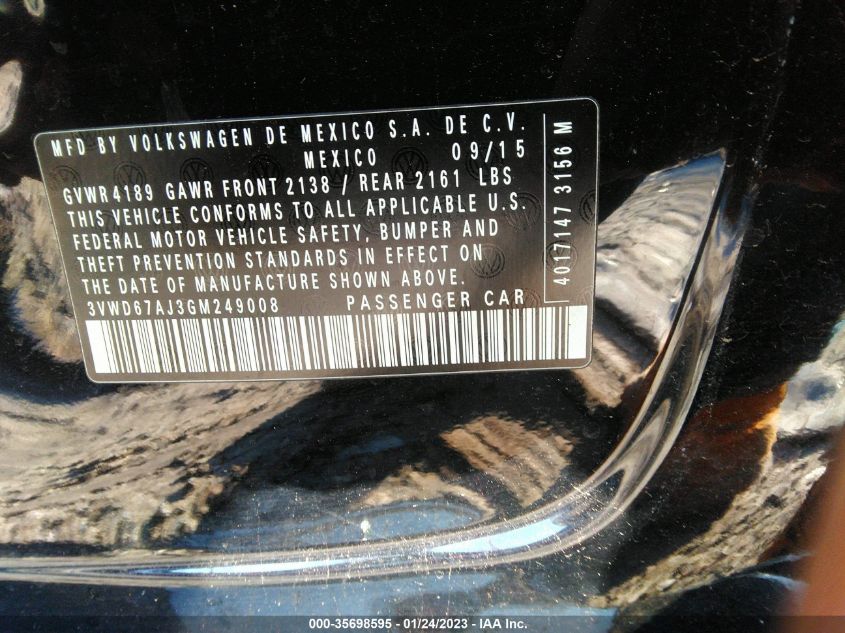 MFD BY VOLKSWAGEN DE MEXICO S.A. DE C.V.
MEXICO 09/15
GVWR 4189 GAWR FRONT 2138 / REAR 2161 LBS
THIS VEHICLE CONFORMS TO ALL APPLICABLE U.S.
FEDERAL MOTOR VEHICLE SAFETY, BUMPER AND
THEFT PREVENTION STANDARDS IN EFFECT ON
THE DATE OF MANUFACTURE SHOWN ABOVE.
3VWD67AJ3GM249008 PASSENGER CAR
4017147 3156 M
000-35698595 - 01/24/2023 - IAA Inc.